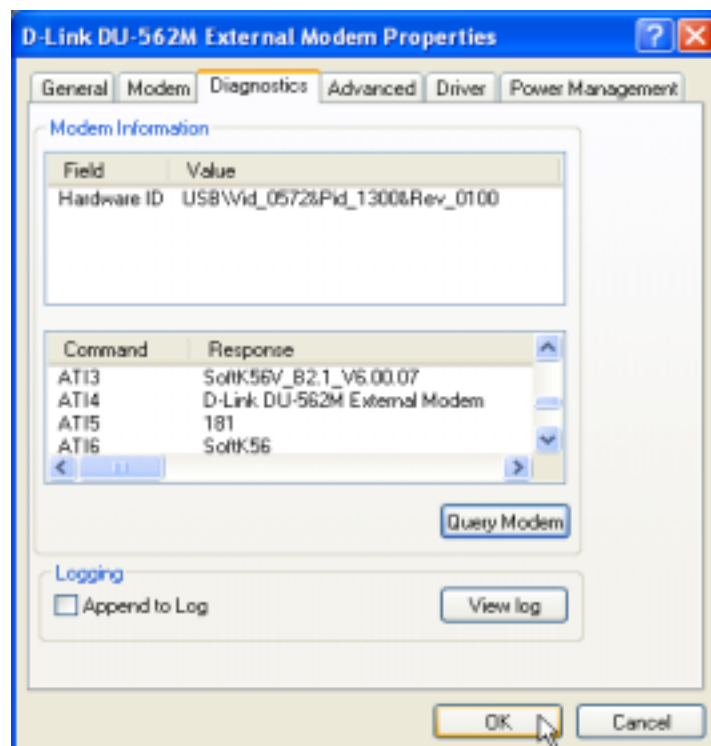 D-Link DU-562M External Modem Properties
General Modem Diagnostics Advanced Driver Power Management
Modem Information
Field Value
Hardware ID USB\Vid_0572&Pid_1300&Rev_0100
Command Response
ATI3 SoftK56V_B2.1_V6.00.07
ATI4 D-Link DU-562M External Modem
ATI5 181
ATI6 SoftK56
Query Modem
Logging
Append to Log View log
OK Cancel